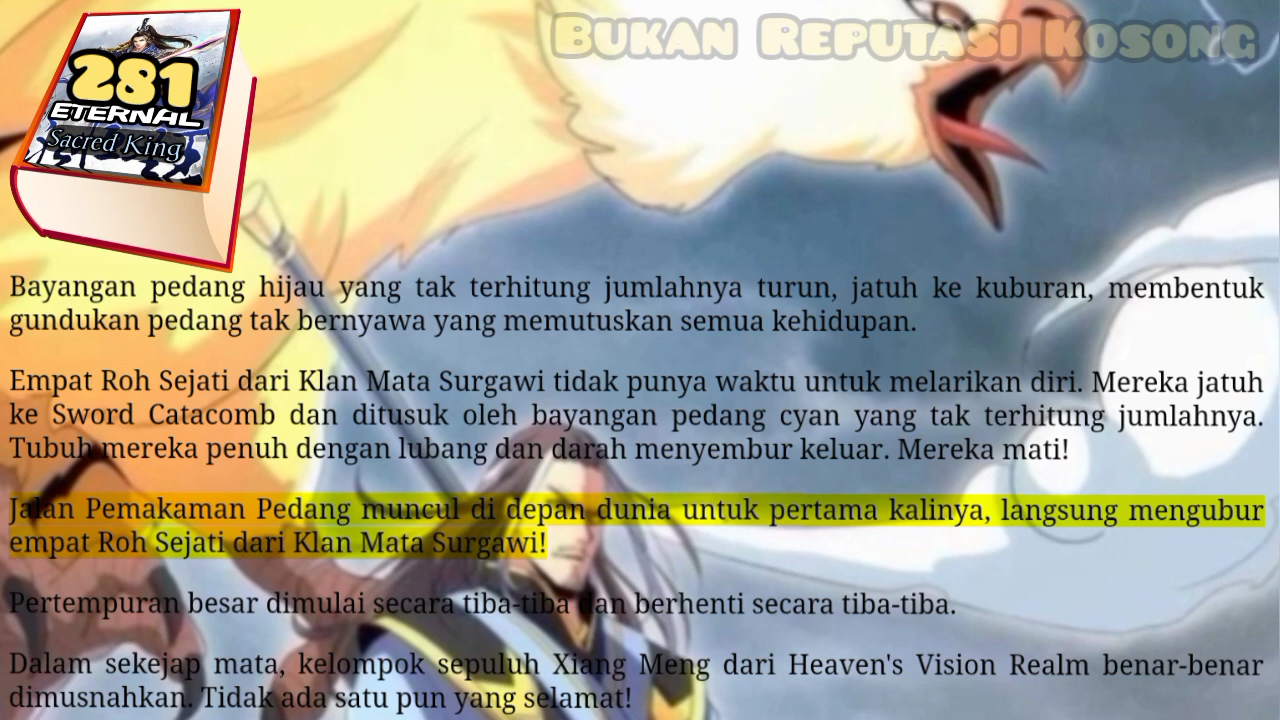 Bukan Reputasi Kosong
281
ETERNAL
Sacred King
Bayangan pedang hijau yang tak terhitung jumlahnya turun, jatuh ke kuburan, membentuk
gundukan pedang tak bernyawa yang memutuskan semua kehidupan.
Empat Roh Sejati dari Klan Mata Surgawi tidak punya waktu untuk melarikan diri. Mereka jatuh
ke Sword Catacomb dan ditusuk oleh bayangan pedang cyan yang tak terhitung jumlahnya.
Tubuh mereka penuh dengan lubang dan darah menyembur keluar. Mereka mati!
Jalan Pemakaman Pedang muncul di depan dunia untuk pertama kalinya, langsung mengubur
empat Roh Sejati dari Klan Mata Surgawi!
Pertempuran besar dimulai secara tiba-tiba dan berhenti secara tiba-tiba.
Dalam sekejap mata, kelompok sepuluh Xiang Meng dari Heaven's Vision Realm benar-benar
dimusnahkan. Tidak ada satu pun yang selamat!